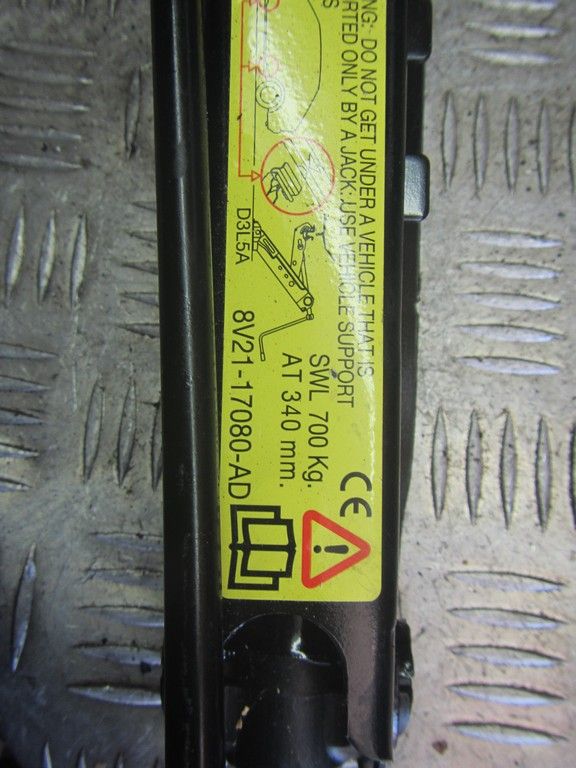 NG: DO NOT GET UNDER A VEHICLE THAT IS
RTED ONLY BY A JACK: USE VEHICLE SUPPORT
S
SWL 700 Kg.
AT 340 mm.
CE
D3L5A
8V21-17080-AD